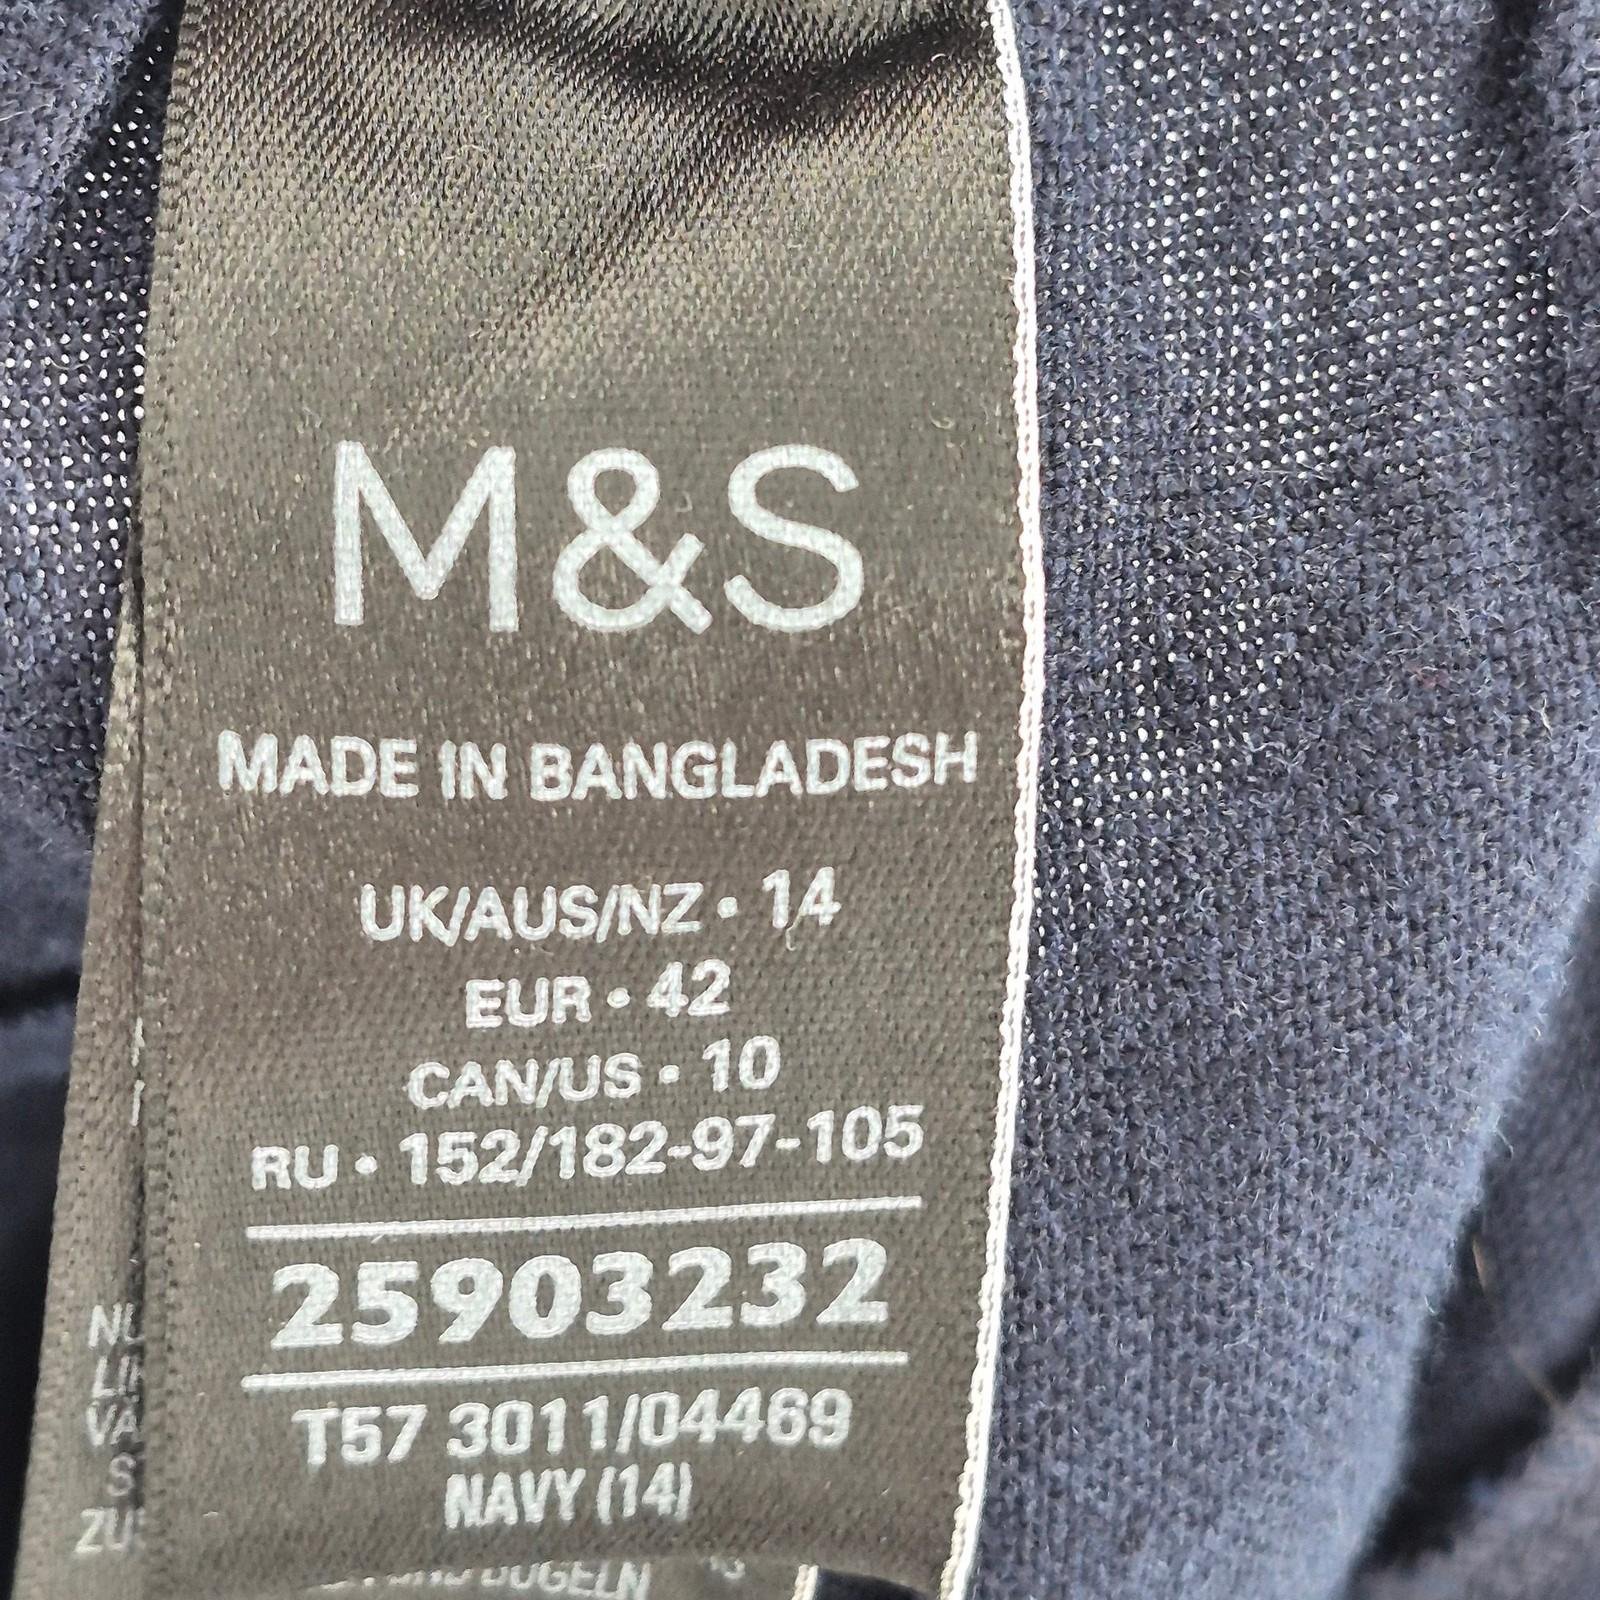 M&S
MADE IN BANGLADESH
UK/AUS/NZ • 14
EUR • 42
CAN/US • 10
RU • 152/182-97-105
25903232
T57 3011/04469
NAVY (14)